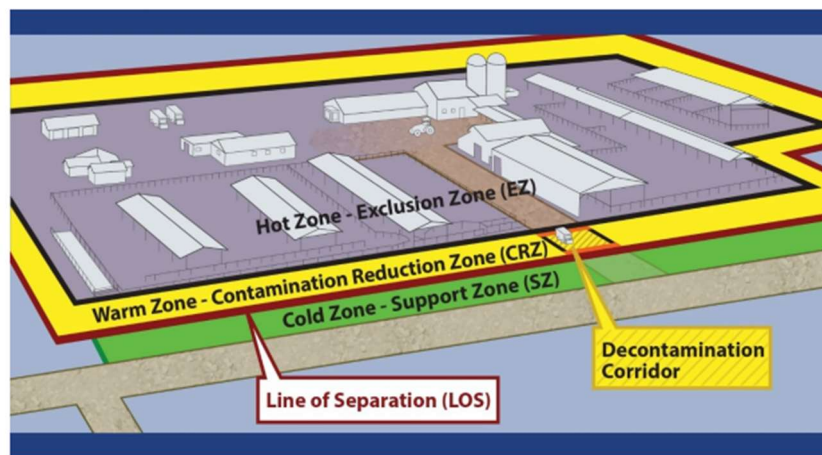 Hot Zone - Exclusion Zone (EZ)
Warm Zone - Contamination Reduction Zone (CRZ)
Cold Zone - Support Zone (SZ)
Decontamination
Corridor
Line of Separation (LOS)